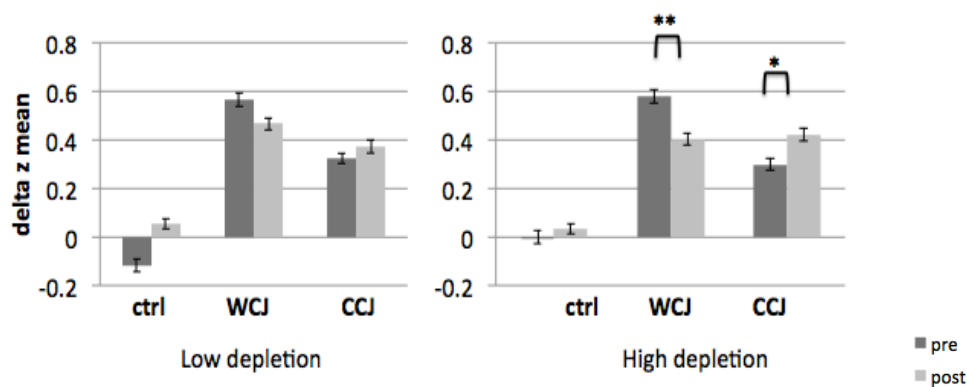 delta z mean
0.8
0.6
0.4
0.2
0
-0.2
ctrl WCJ CCJ
Low depletion
**
*
0.8
0.6
0.4
0.2
0
-0.2
ctrl WCJ CCJ
High depletion
pre
post